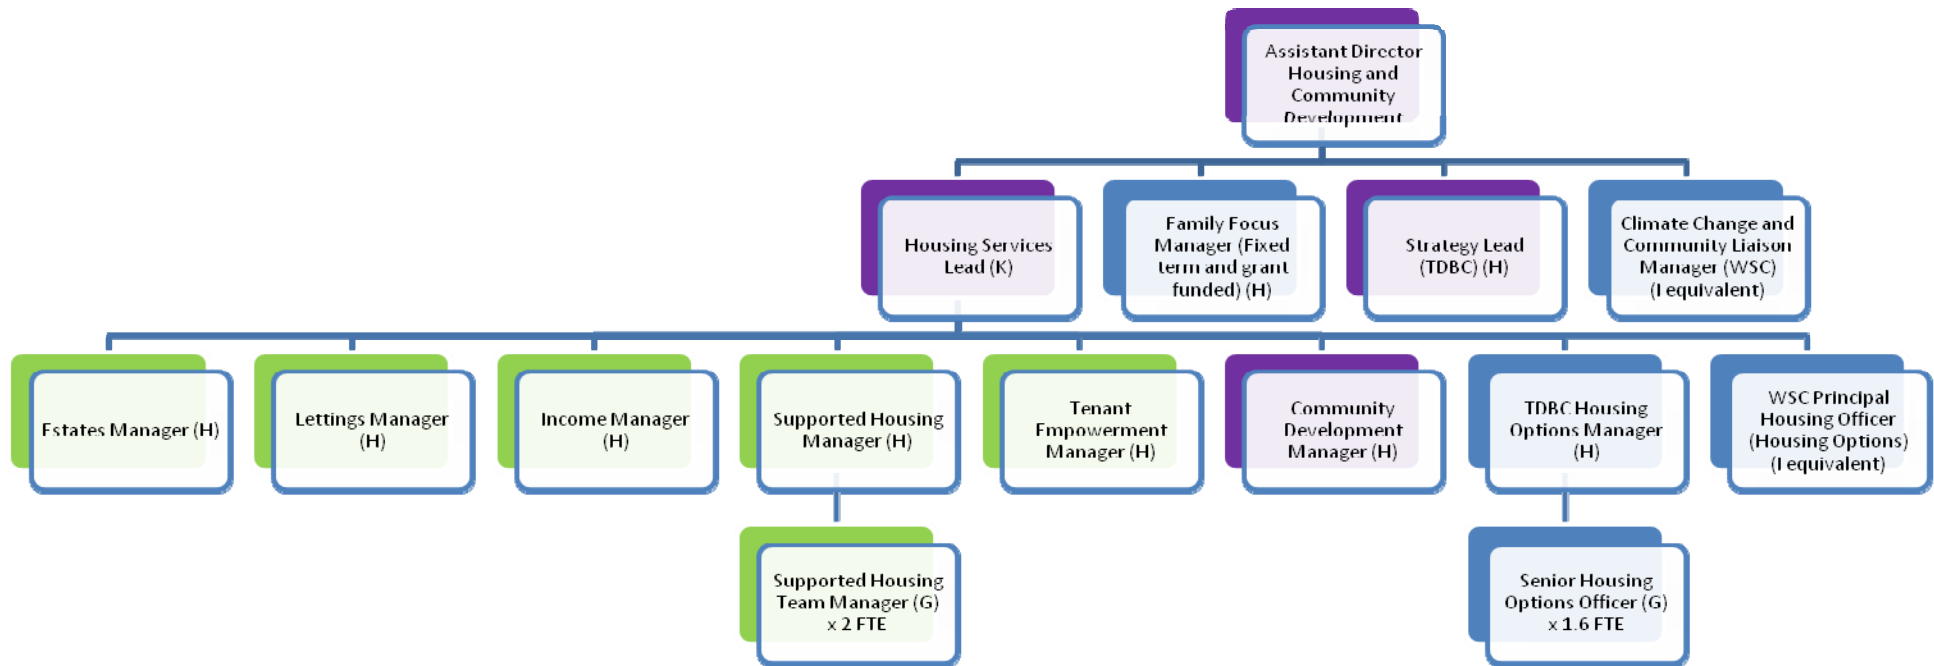 Assistant Director
Housing and
Community
Development
Housing Services
Lead (K)
Family Focus
Manager (Fixed
term and grant
funded) (H)
Strategy Lead
(TDBC) (H)
Climate Change and
Community Liaison
Manager (WSC)
(I equivalent)
Estates Manager (H)
Lettings Manager
(H)
Income Manager
(H)
Supported Housing
Manager (H)
Tenant
Empowerment
Manager (H)
Community
Development
Manager (H)
TDBC Housing
Options Manager
(H)
WSC Principal
Housing Officer
(Housing Options)
(I equivalent)
Supported Housing
Team Manager (G)
x 2 FTE
Senior Housing
Options Officer (G)
x 1.6 FTE